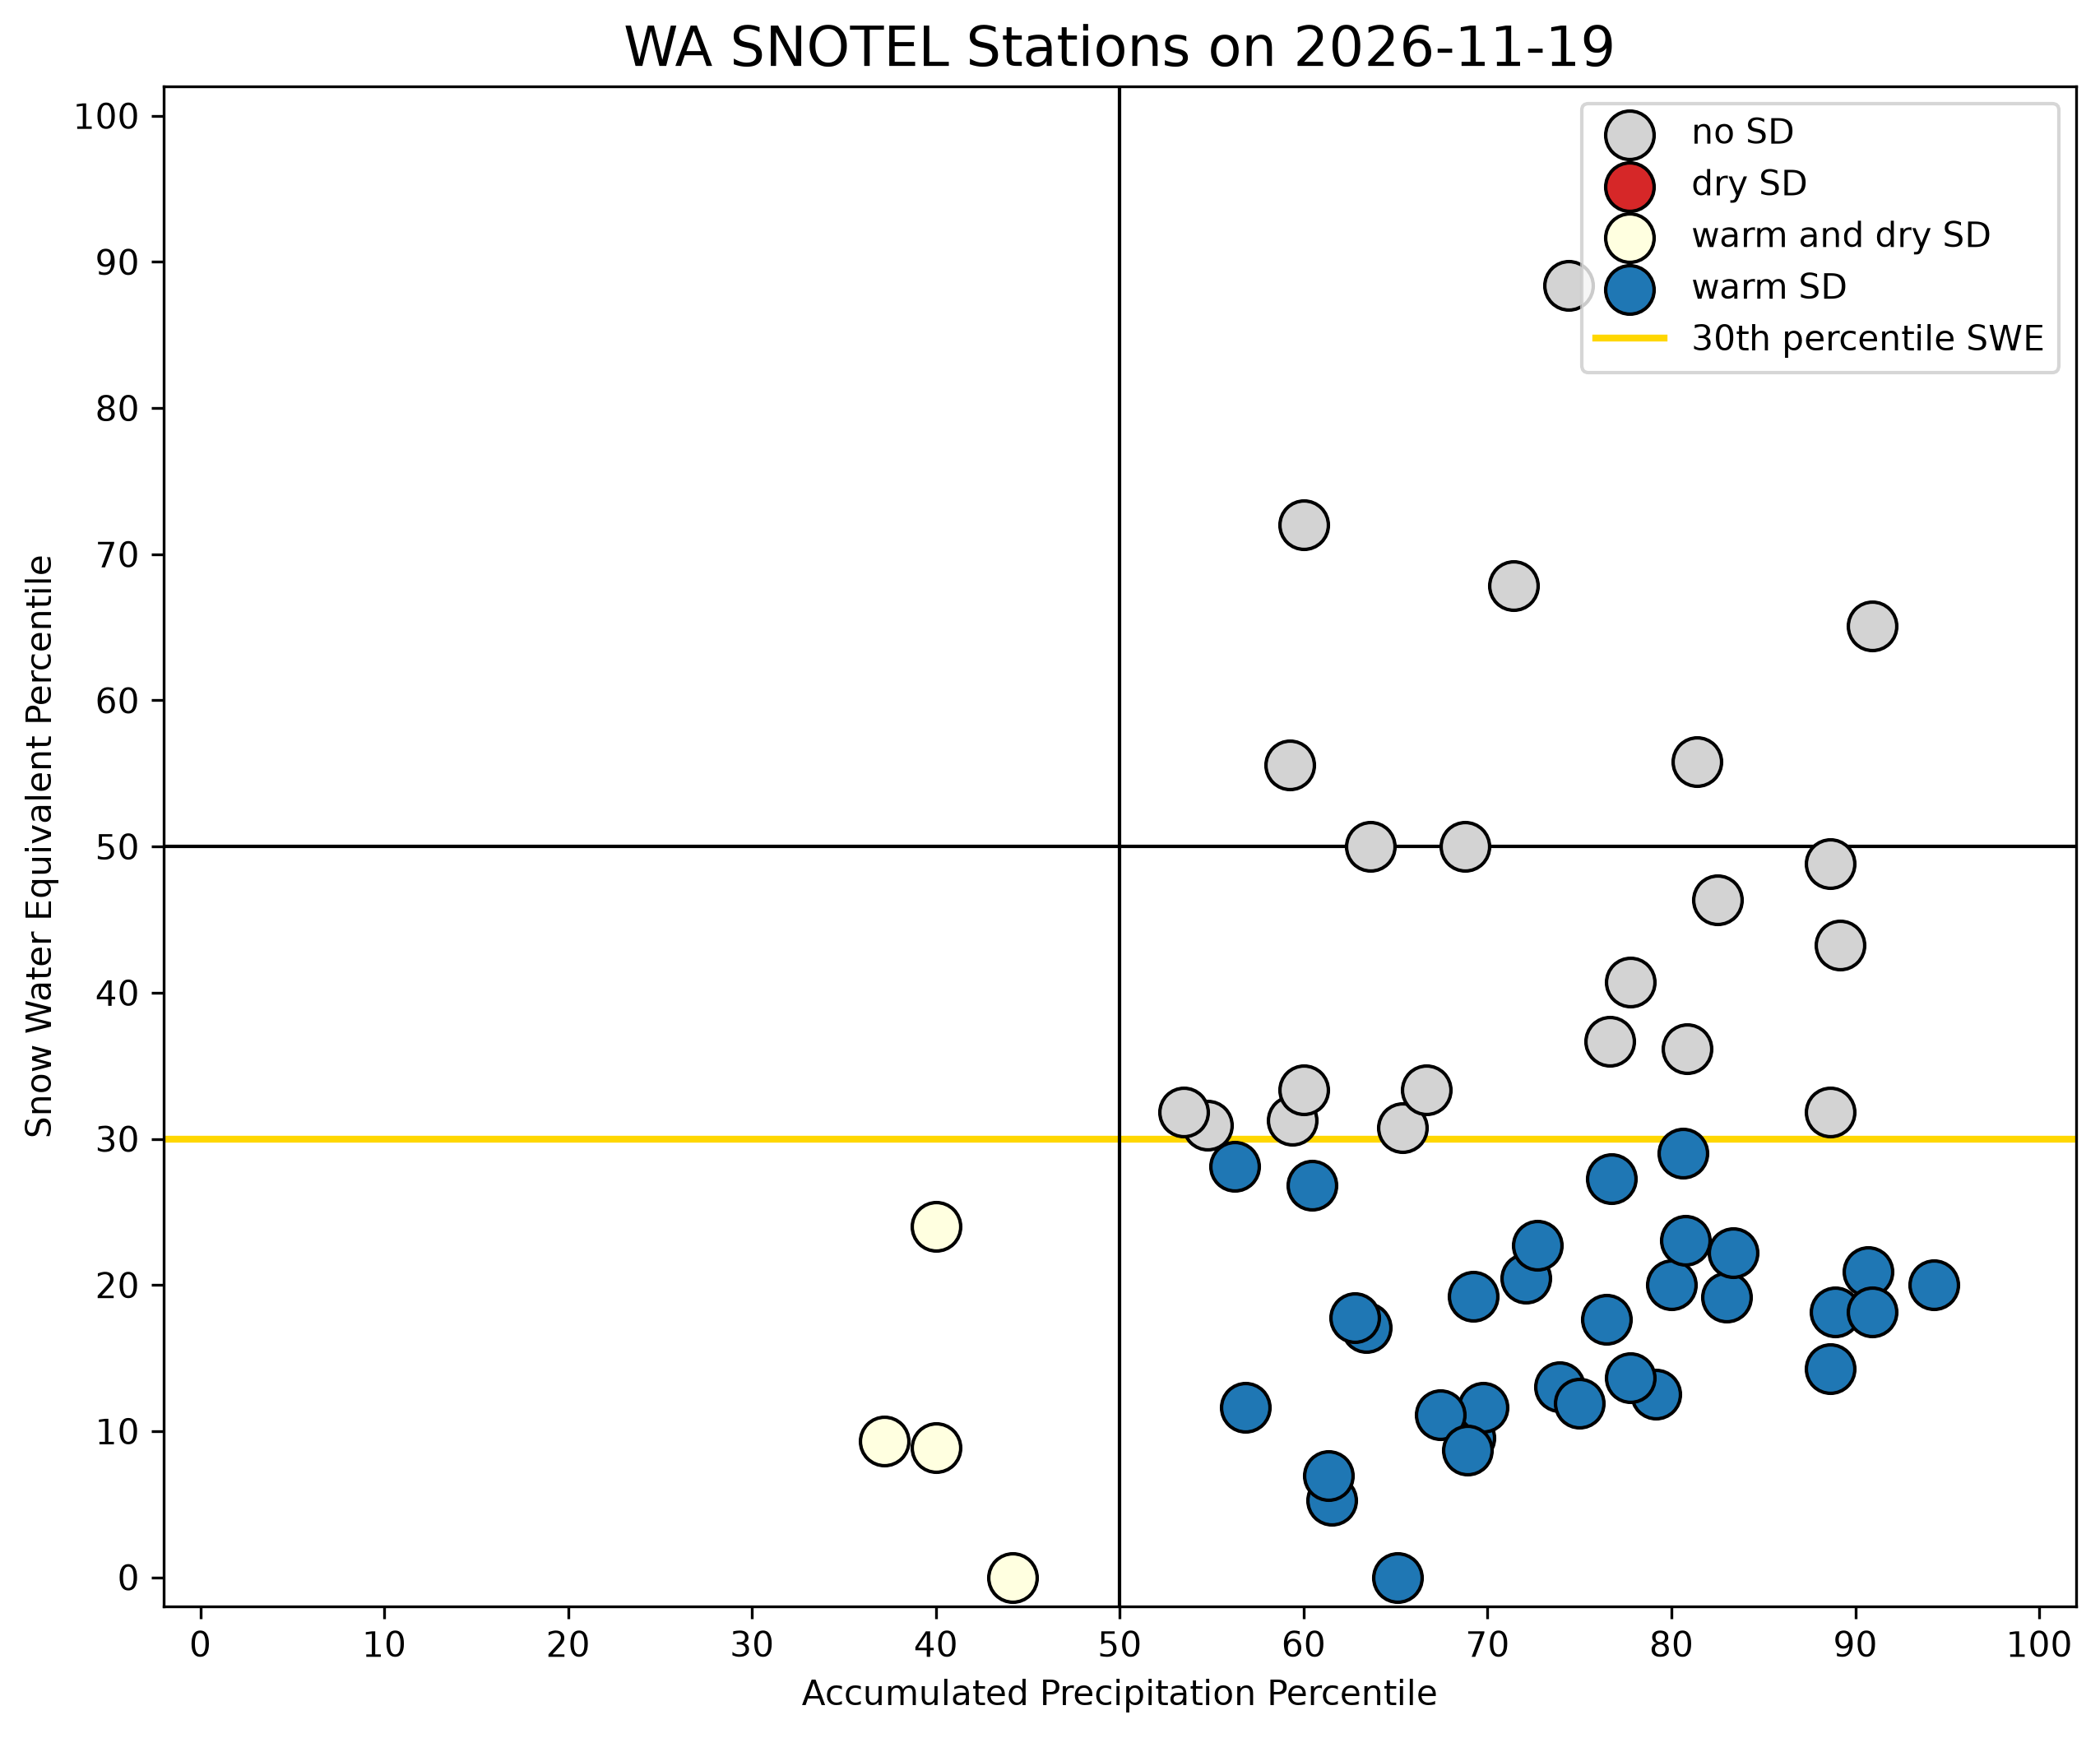 WA SNOTEL Stations on 2026-11-19
no SD
dry SD
warm and dry SD
warm SD
30th percentile SWE
100
90
80
70
60
50
40
30
20
10
0
Snow Water Equivalent Percentile
0 10 20 30 40 50 60 70 80 90 100
Accumulated Precipitation Percentile